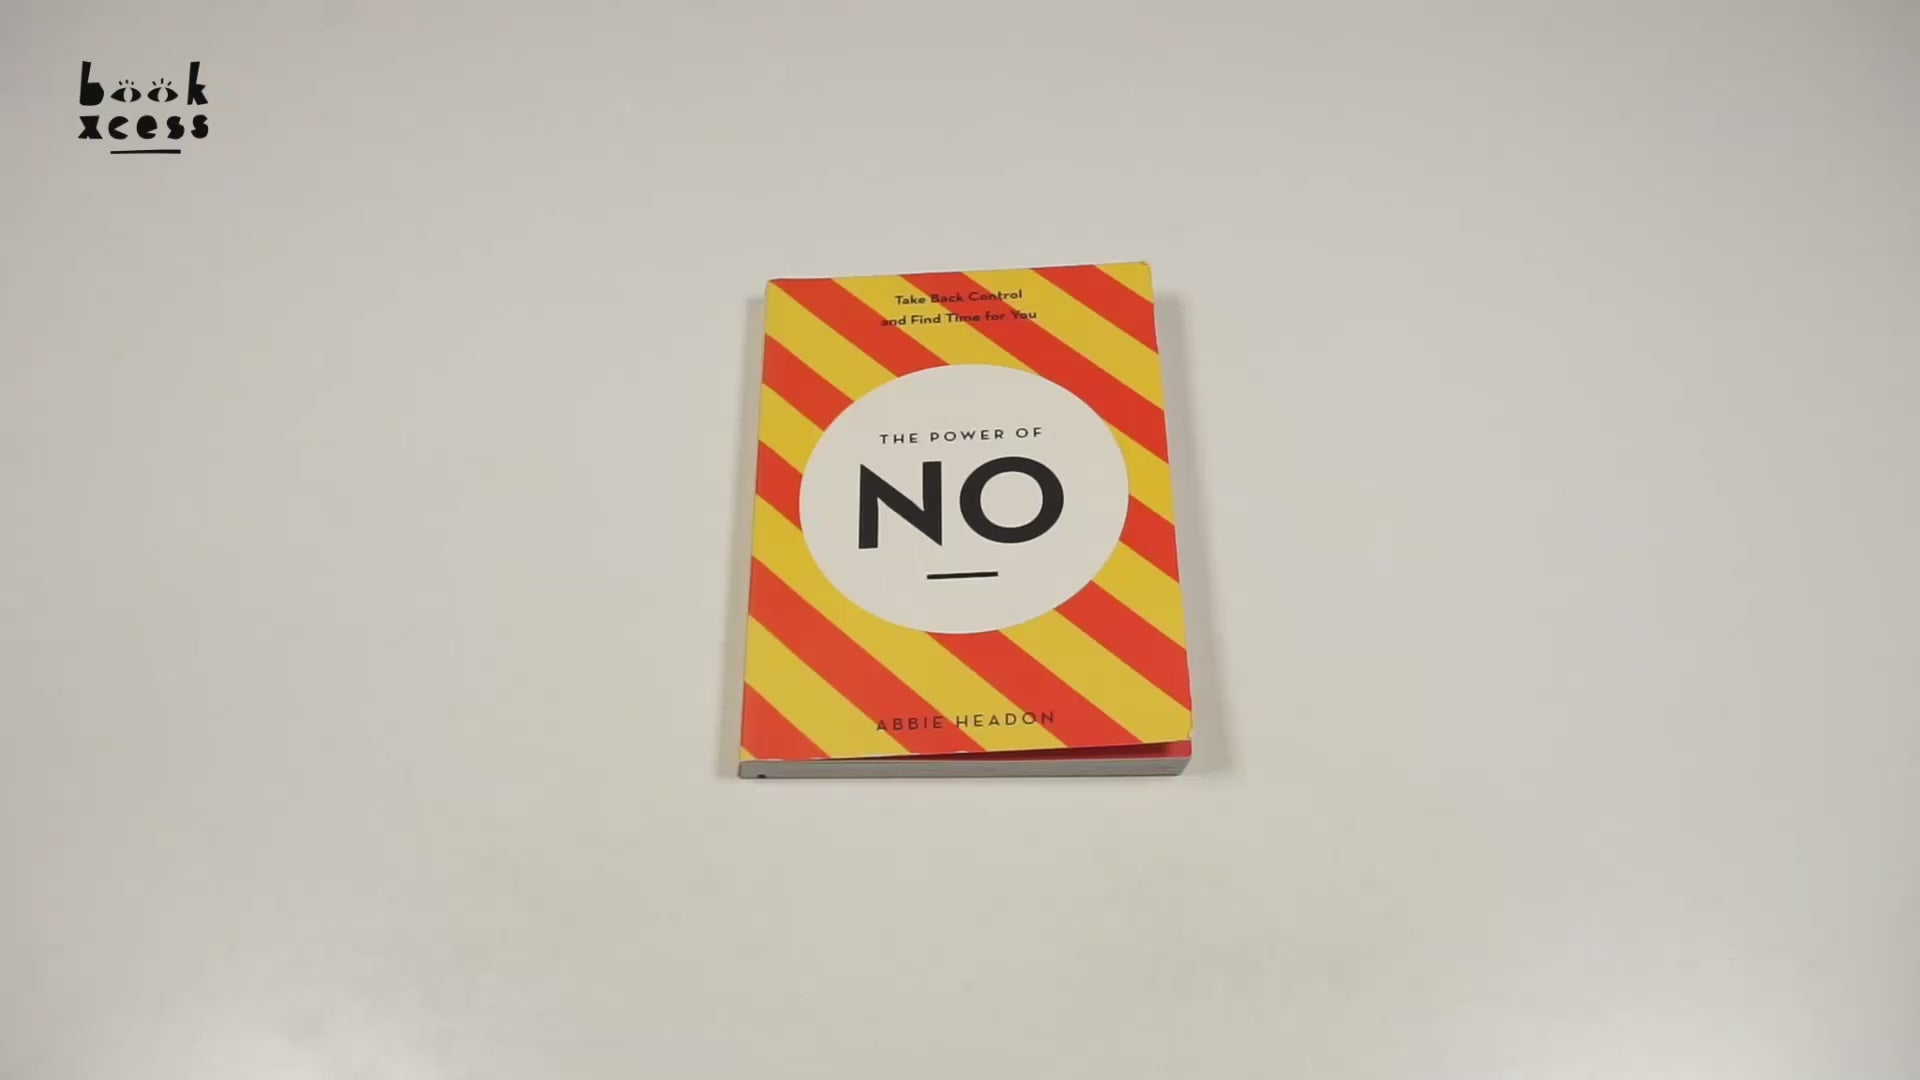 book
xcess
Take Back Control
and Find Time for You
THE POWER OF
NO
ABBIE HEADON